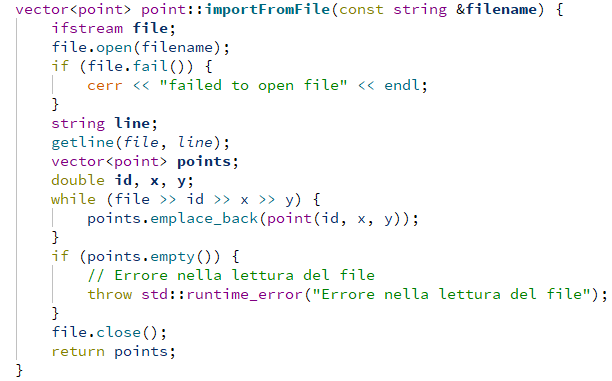 vector<point> point::importFromFile(const string &filename) {
    ifstream file;
    file.open(filename);
    if (file.fail()) {
        cerr << "failed to open file" << endl;
    }
    string line;
    getline(file, line);
    vector<point> points;
    double id, x, y;
    while (file >> id >> x >> y) {
        points.emplace_back(point(id, x, y));
    }
    if (points.empty()) {
        // Errore nella lettura del file
        throw std::runtime_error("Errore nella lettura del file");
    }
    file.close();
    return points;
}